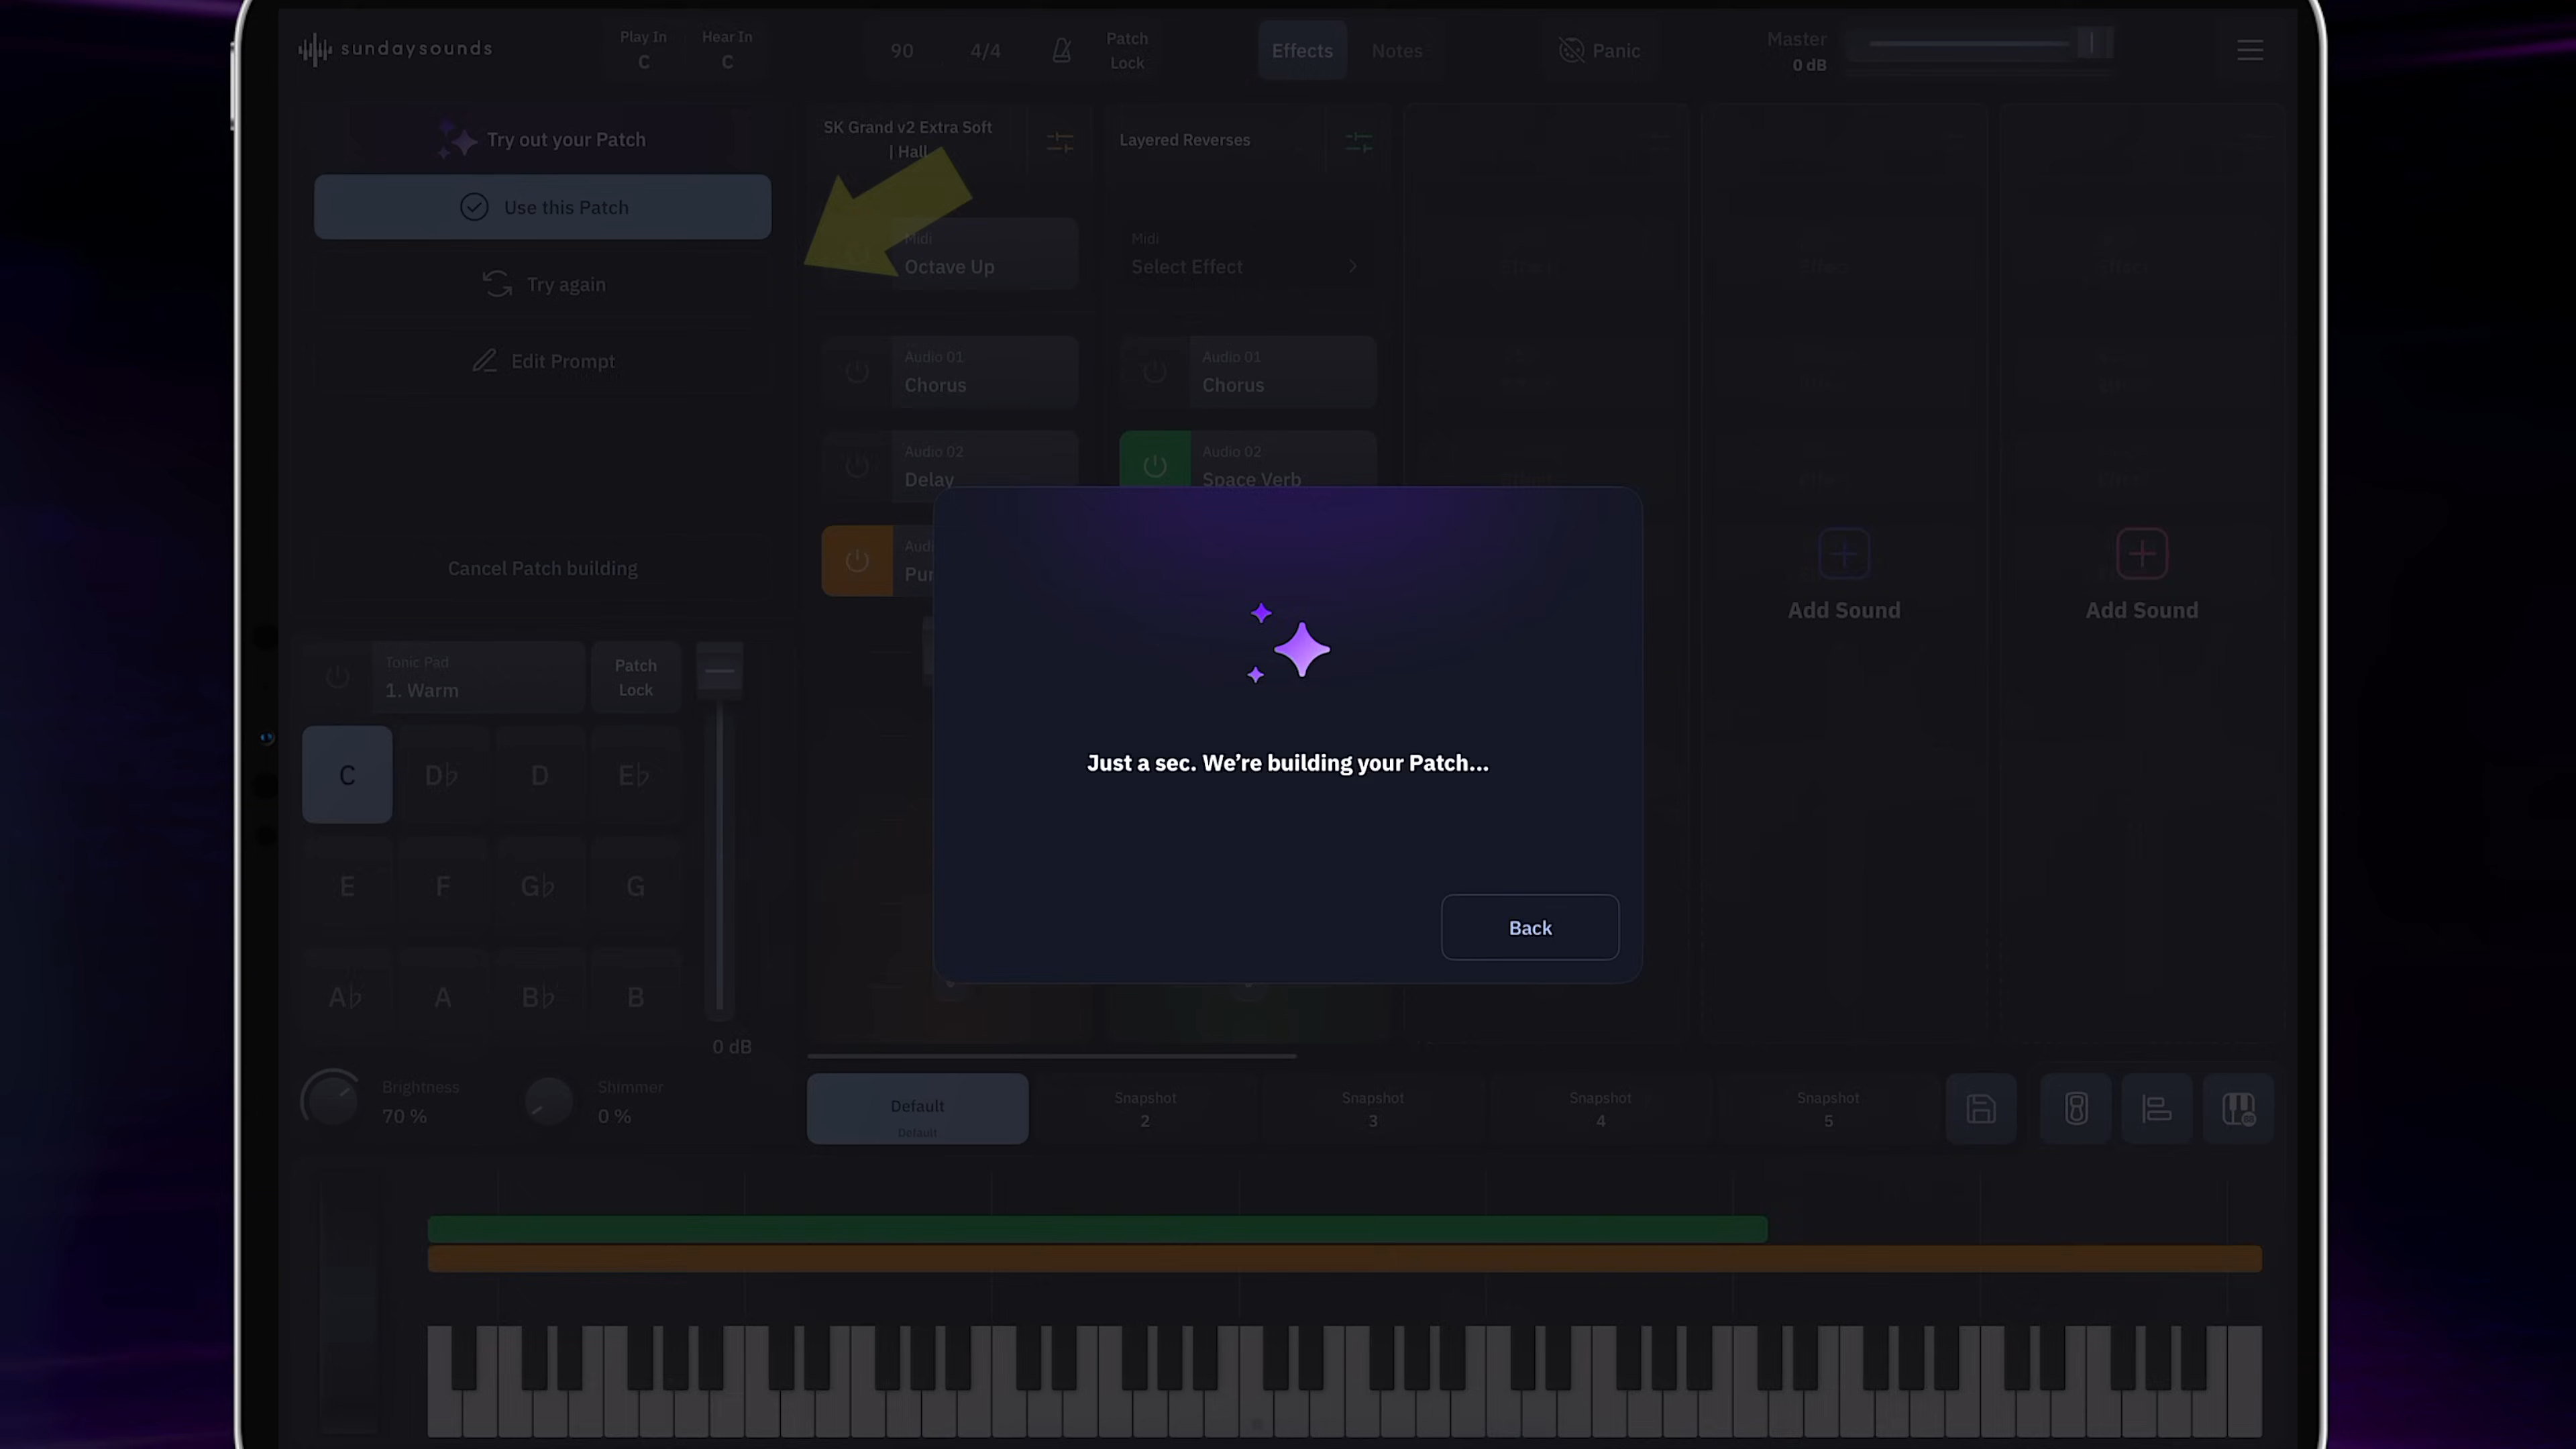 sundaysounds
Play In
C
Hear In
C
90
4/4
Patch
Lock
Effects
Notes
Panic
Master
0 dB
Try out your Patch
Use this Patch
Try again
Edit Prompt
Cancel Patch building
SK Grand v2 Extra Soft
| Hall
Midi
Octave Up
Audio 01
Chorus
Audio 02
Delay
Layered Reverses
Midi
Select Effect
Audio 01
Chorus
Audio 02
Space Verb
Add Sound
Add Sound
Just a sec. We're building your Patch...
Back
Tonic Pad
1. Warm
Patch
Lock
C
D♭
D
E♭
E
F
G♭
G
A♭
A
B♭
B
0 dB
Brightness
70 %
Shimmer
0 %
Default
Default
Snapshot
2
Snapshot
3
Snapshot
4
Snapshot
5